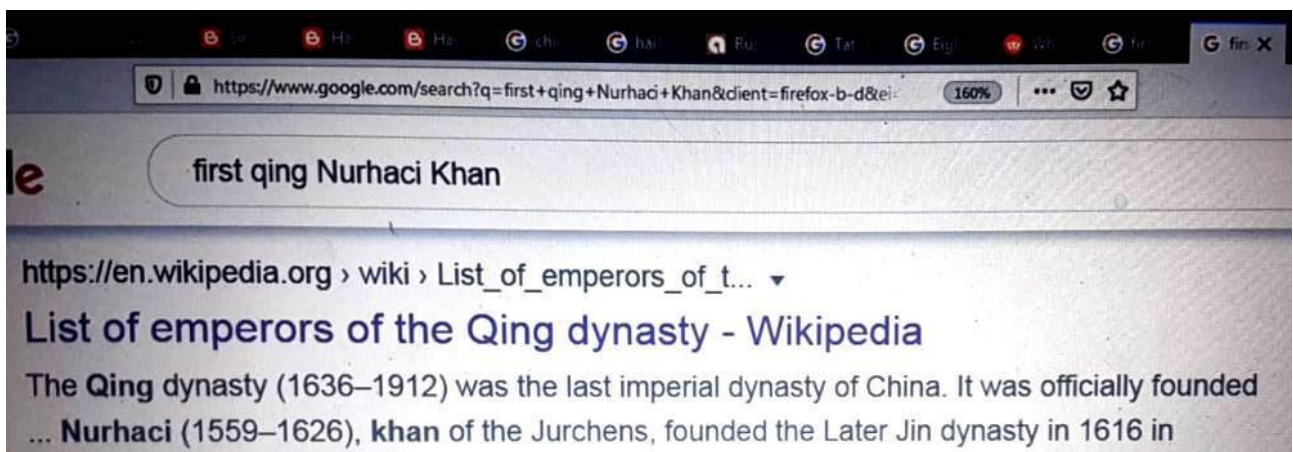 fin
https://www.google.com/search?q=first+qing+Nurhaci+Khan&client=firefox-b-d&ei=
160%
le
first qing Nurhaci Khan
https://en.wikipedia.org › wiki › List_of_emperors_of_t...
List of emperors of the Qing dynasty - Wikipedia
The Qing dynasty (1636–1912) was the last imperial dynasty of China. It was officially founded
... Nurhaci (1559–1626), khan of the Jurchens, founded the Later Jin dynasty in 1616 in